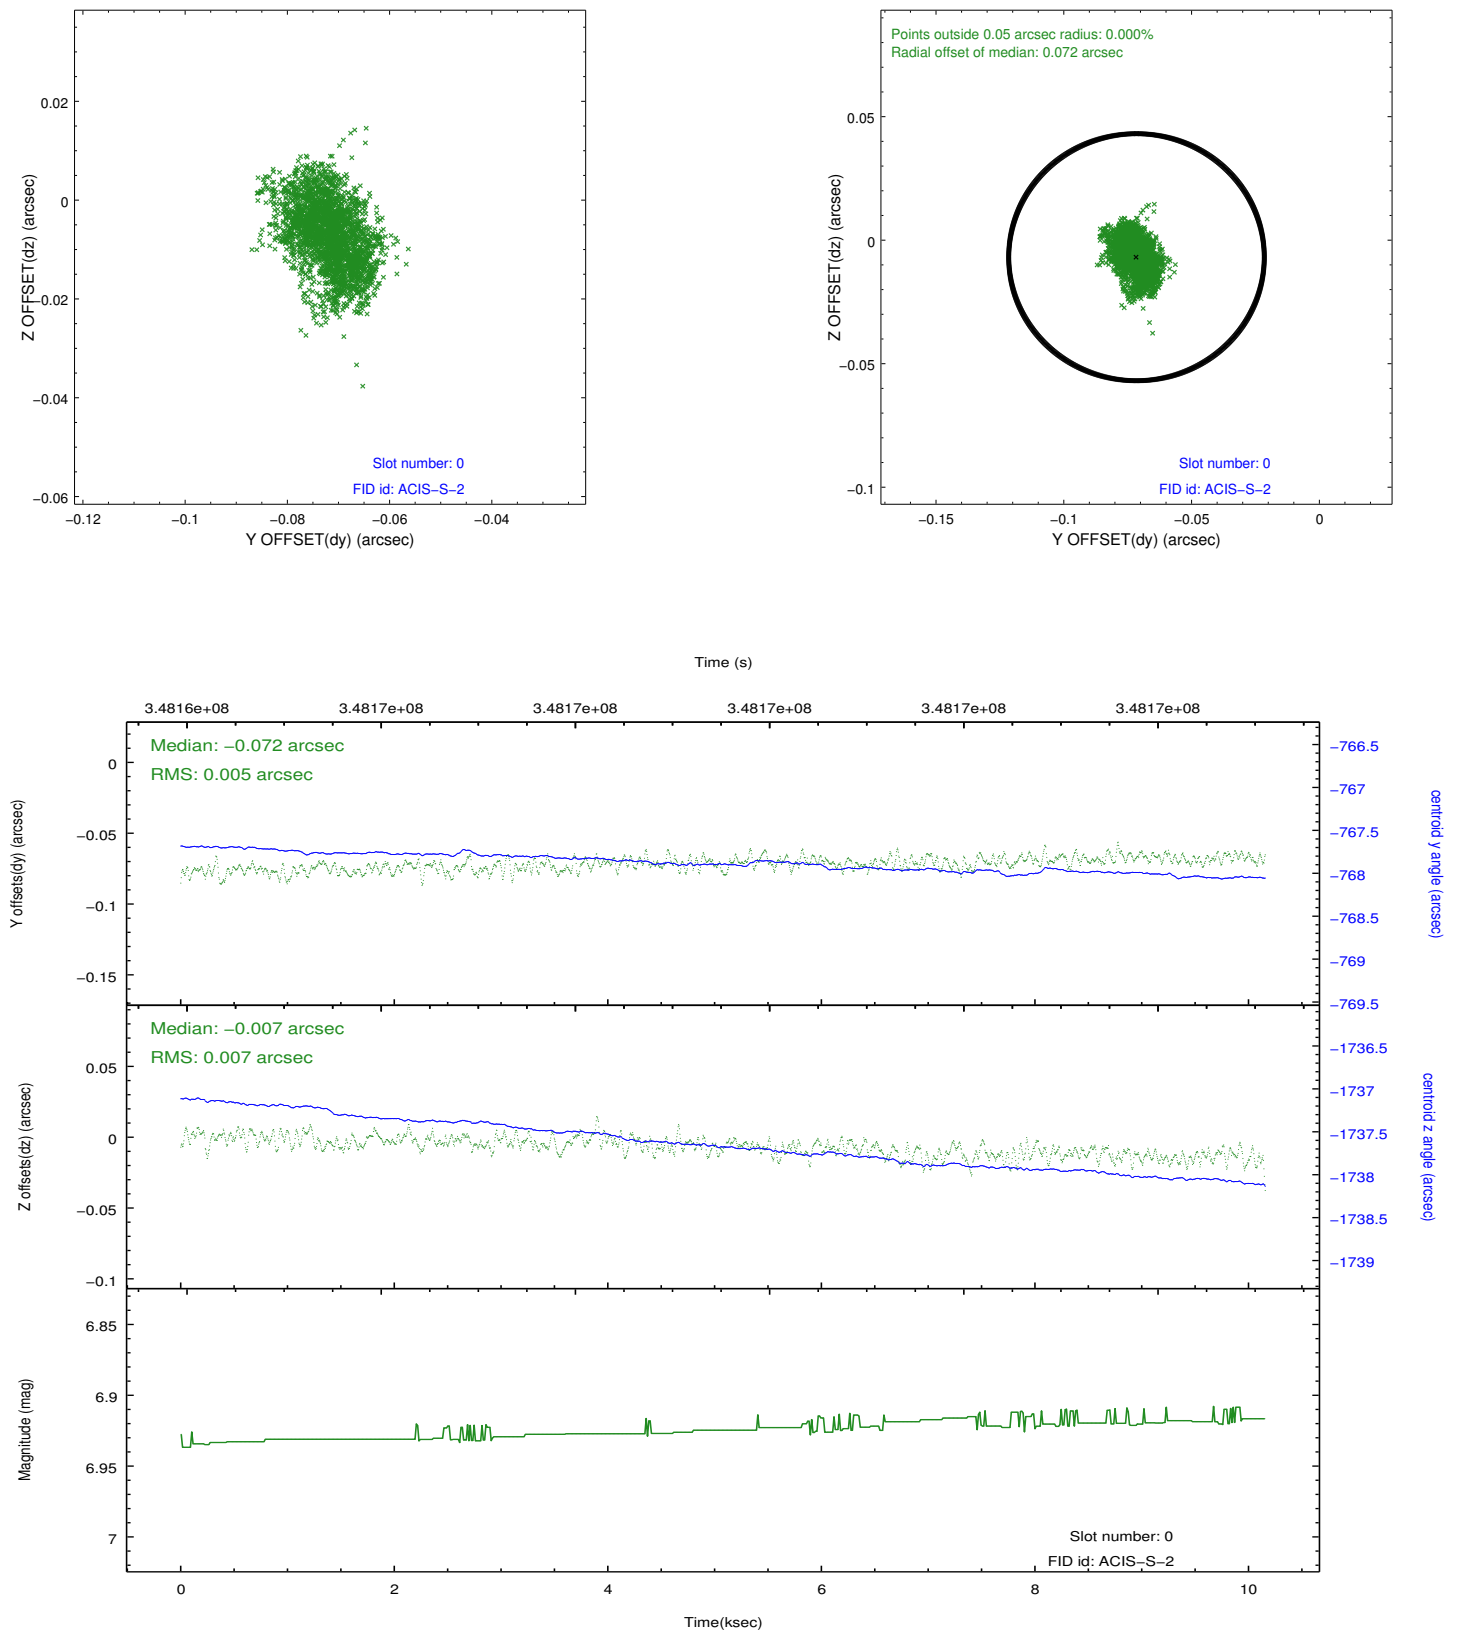 0.02
0
−0.02
−0.04
−0.06
Z OFFSET(dz) (arcsec)
Slot number: 0
FID id: ACIS−S−2
−0.12 −0.1 −0.08 −0.06 −0.04
Y OFFSET(dy) (arcsec)
Points outside 0.05 arcsec radius: 0.000%
Radial offset of median: 0.072 arcsec
0.05
0
−0.05
−0.1
Z OFFSET(dz) (arcsec)
Slot number: 0
FID id: ACIS−S−2
−0.15 −0.1 −0.05 0
Y OFFSET(dy) (arcsec)
Time (s)
3.4816e+08 3.4817e+08 3.4817e+08 3.4817e+08 3.4817e+08 3.4817e+08
Median: −0.072 arcsec
RMS: 0.005 arcsec
0
−0.05
−0.1
−0.15
Y offsets(dy) (arcsec)
−766.5
−767
−767.5
−768
−768.5
−769
−769.5
centroid y angle (arcsec)
Median: −0.007 arcsec
RMS: 0.007 arcsec
0.05
0
−0.05
−0.1
Z offsets(dz) (arcsec)
−1736.5
−1737
−1737.5
−1738
−1738.5
−1739
centroid z angle (arcsec)
6.85
6.9
6.95
7
Magnitude (mag)
Slot number: 0
FID id: ACIS−S−2
0 2 4 6 8 10
Time(ksec)